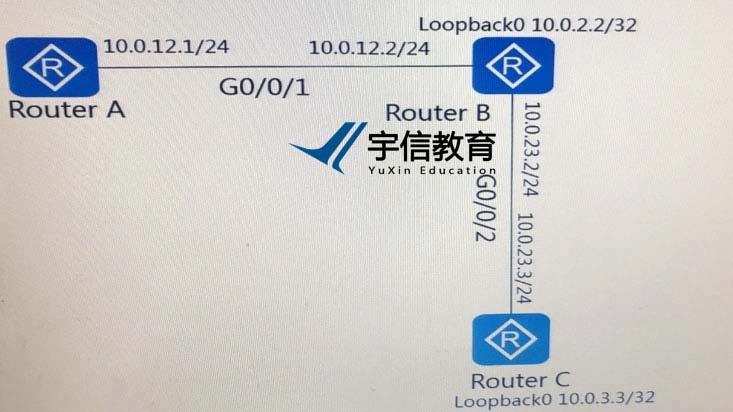 Loopback0 10.0.2.2/32
10.0.12.1/24
10.0.12.2/24
R
R
G0/0/1
Router A
Router B
10.0.23.2/24
宇信教育
YuXin Education
G0/0/2
10.0.23.3/24
R
Router C
Loopback0 10.0.3.3/32